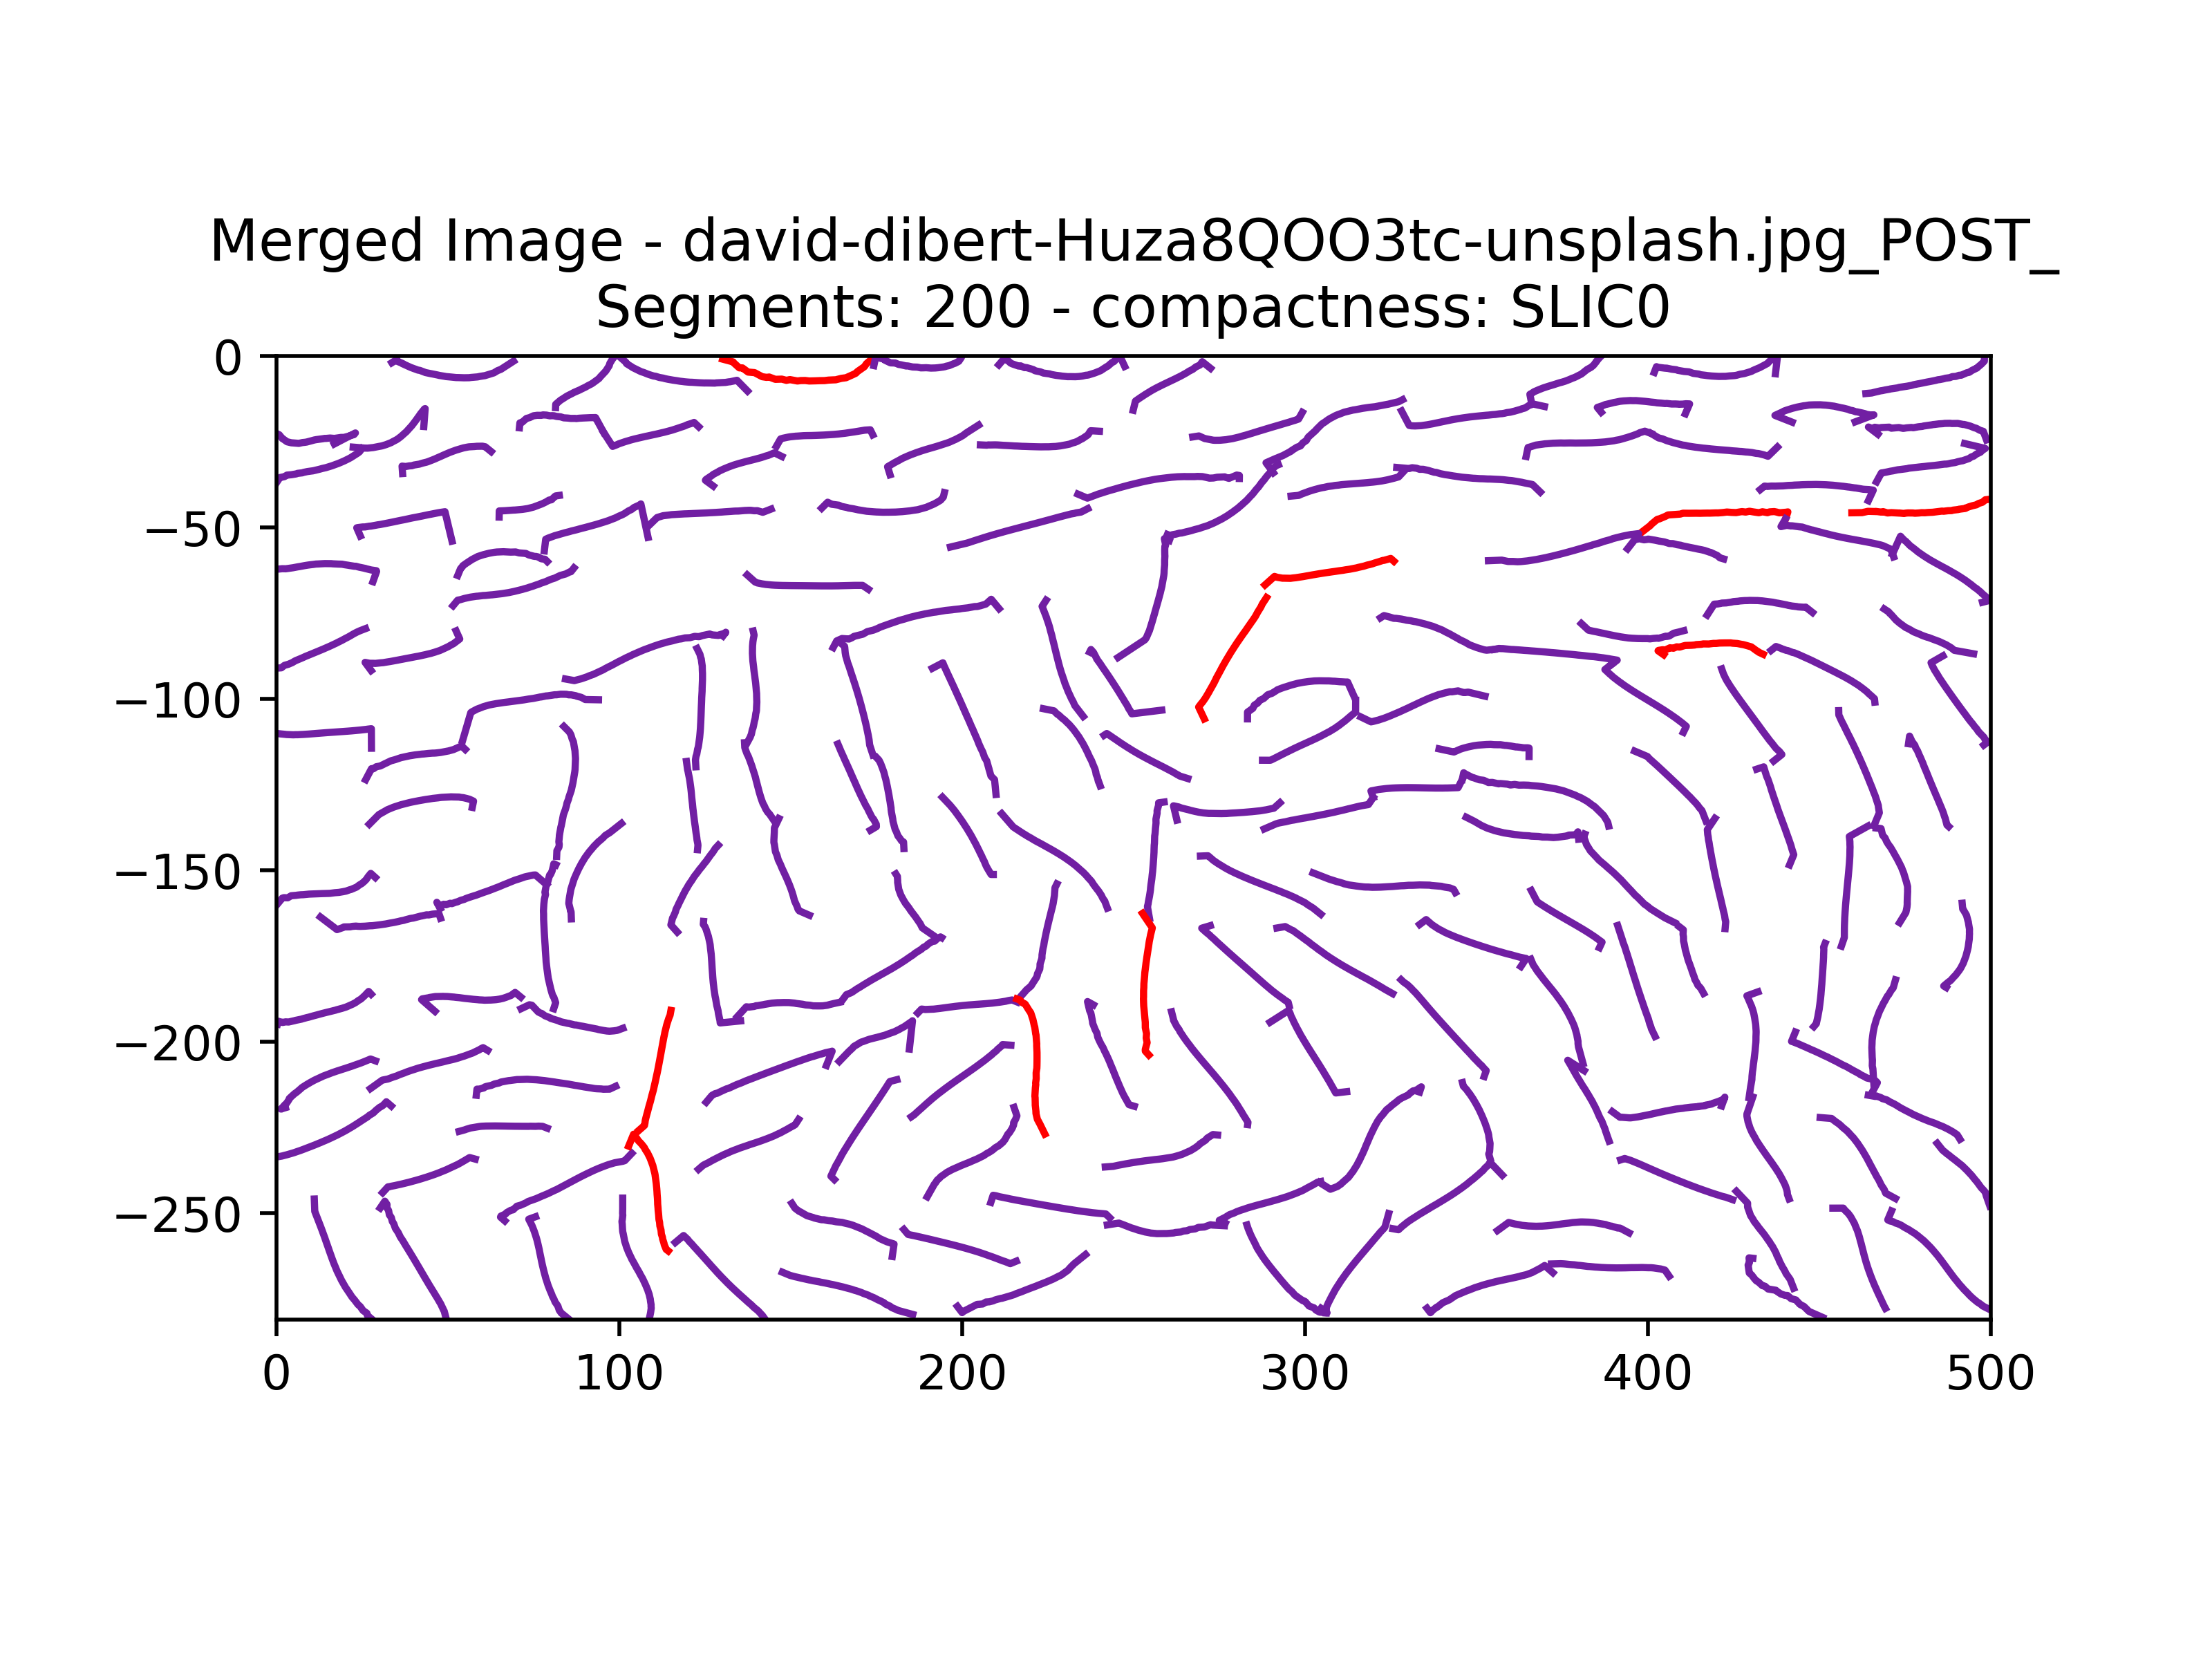 Merged Image - david-dibert-Huza8QOO3tc-unsplash.jpg_POST_
Segments: 200 - compactness: SLIC0
0
−50
−100
−150
−200
−250
0 100 200 300 400 500